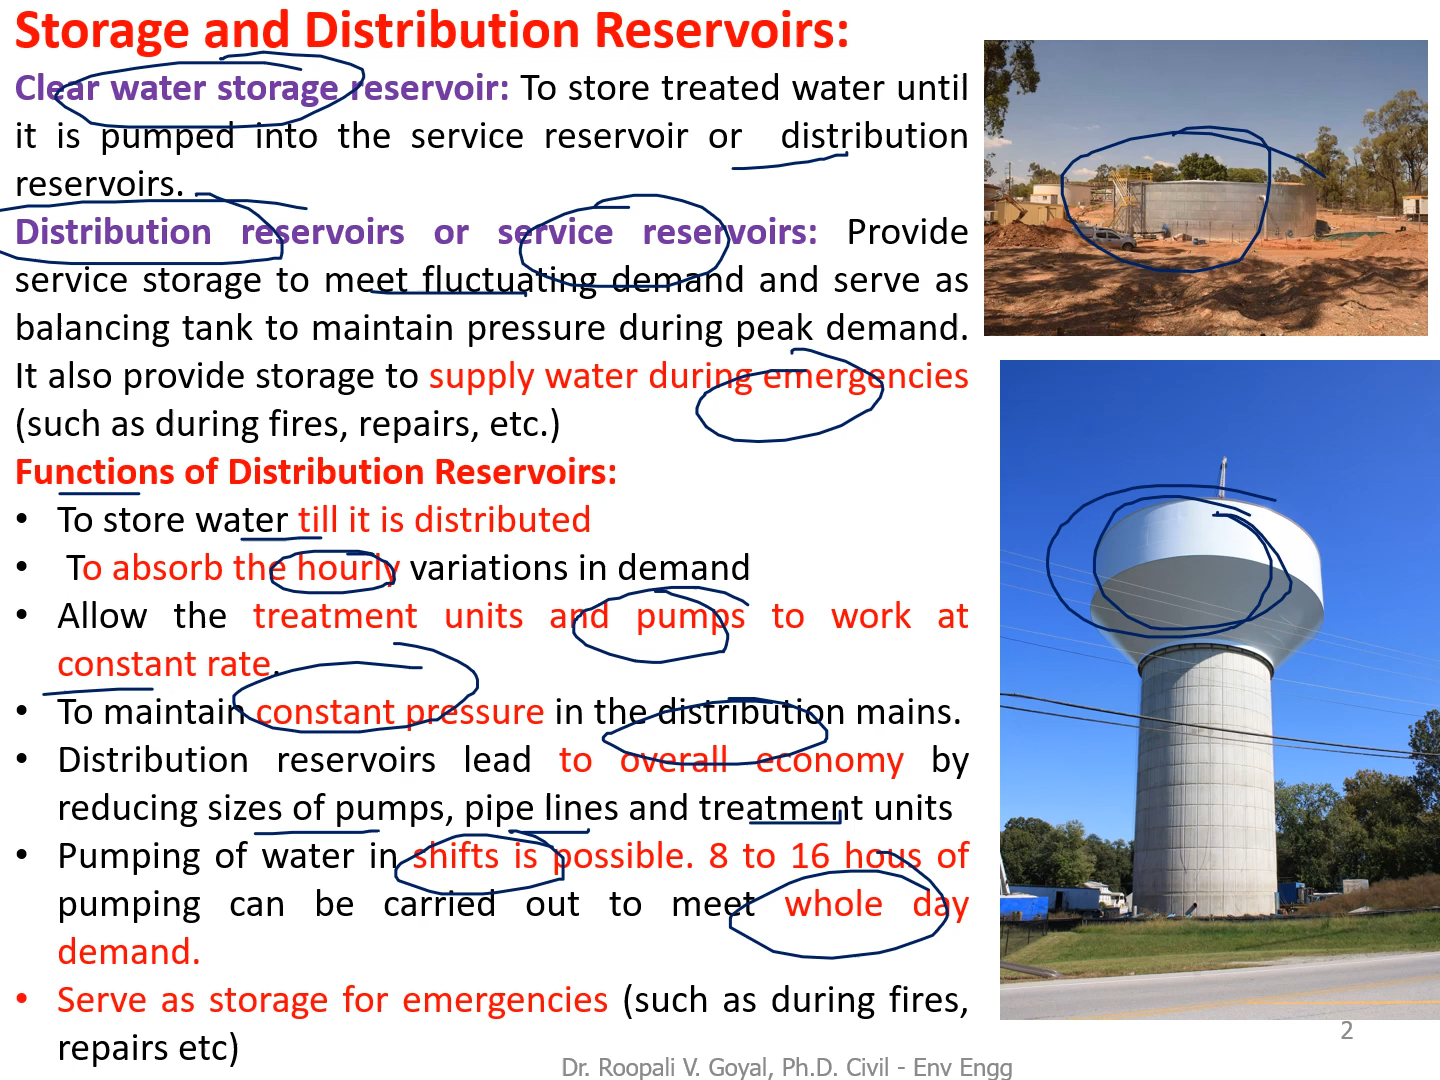 Storage and Distribution Reservoirs:
Clear water storage reservoir: To store treated water until
it is pumped into the service reservoir or distribution
reservoirs.
Distribution reservoirs or service reservoirs: Provide
service storage to meet fluctuating demand and serve as
balancing tank to maintain pressure during peak demand.
It also provide storage to supply water during emergencies
(such as during fires, repairs, etc.)
Functions of Distribution Reservoirs:
• To store water till it is distributed
• To absorb the hourly variations in demand
• Allow the treatment units and pumps to work at
constant rate.
• To maintain constant pressure in the distribution mains.
• Distribution reservoirs lead to overall economy by
reducing sizes of pumps, pipe lines and treatment units
• Pumping of water in shifts is possible. 8 to 16 hous of
pumping can be carried out to meet whole day
demand.
• Serve as storage for emergencies (such as during fires,
repairs etc)
2
Dr. Roopali V. Goyal, Ph.D. Civil - Env Engg